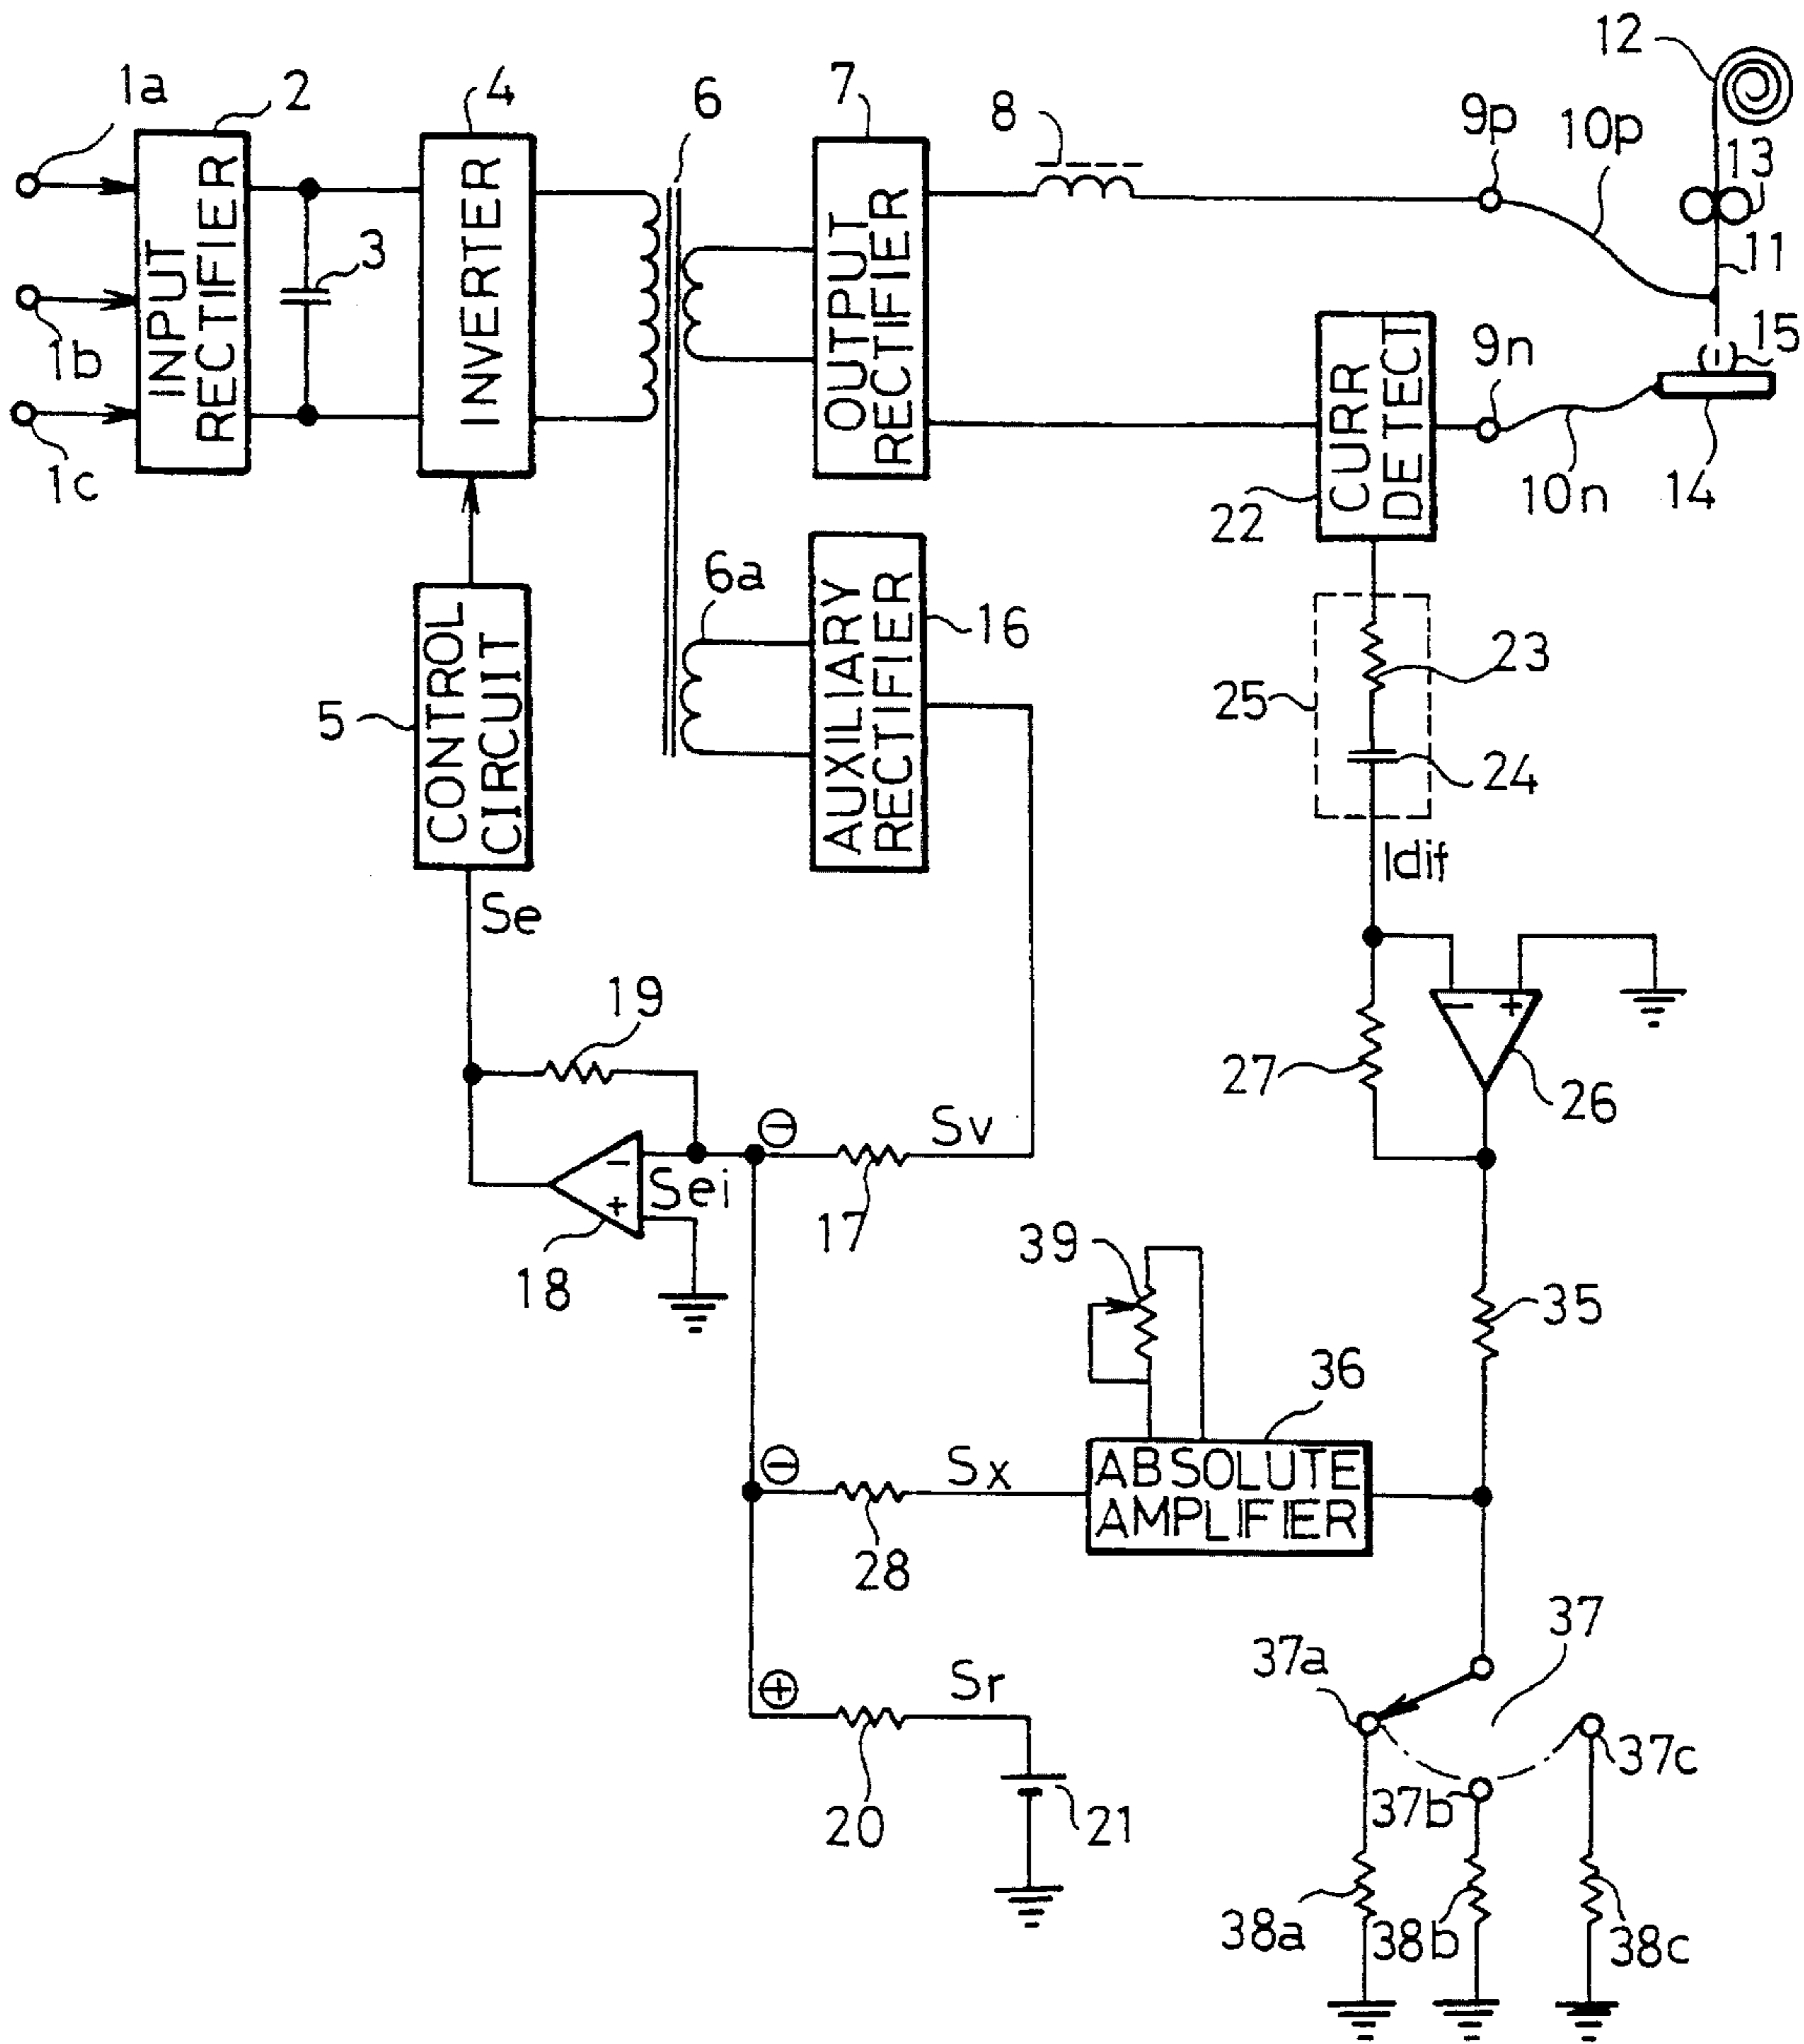 12
1a
2
4
6
7
8
9p
10p
13
11
INPUT
RECTIFIER
3
INVERTER
OUTPUT
RECTIFIER
CURR
DETECT
9n
15
1b
1c
22
10n
14
6a
AUXILIARY
RECTIFIER
16
5
CONTROL
CIRCUIT
23
25
24
Idif
Se
19
- +
27
26
⊖
Sv
-
Sei
+
17
18
39
35
36
⊖
Sx
ABSOLUTE
AMPLIFIER
28
37
37a
⊕
Sr
37c
37b
20
21
38a
38b
38c